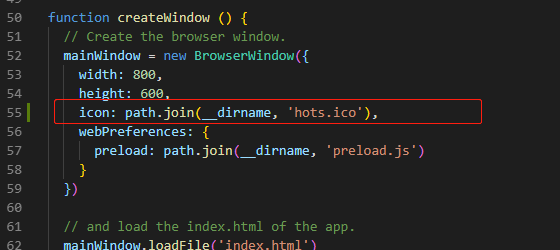 50 function createWindow () {
51 // Create the browser window.
52 mainWindow = new BrowserWindow({
53 width: 800,
54 height: 600,
55 icon: path.join(__dirname, 'hots.ico'),
56 webPreferences: {
57 preload: path.join(__dirname, 'preload.js')
58 }
59 })
60
61 // and load the index.html of the app.
62 mainWindow.loadFile('index.html')